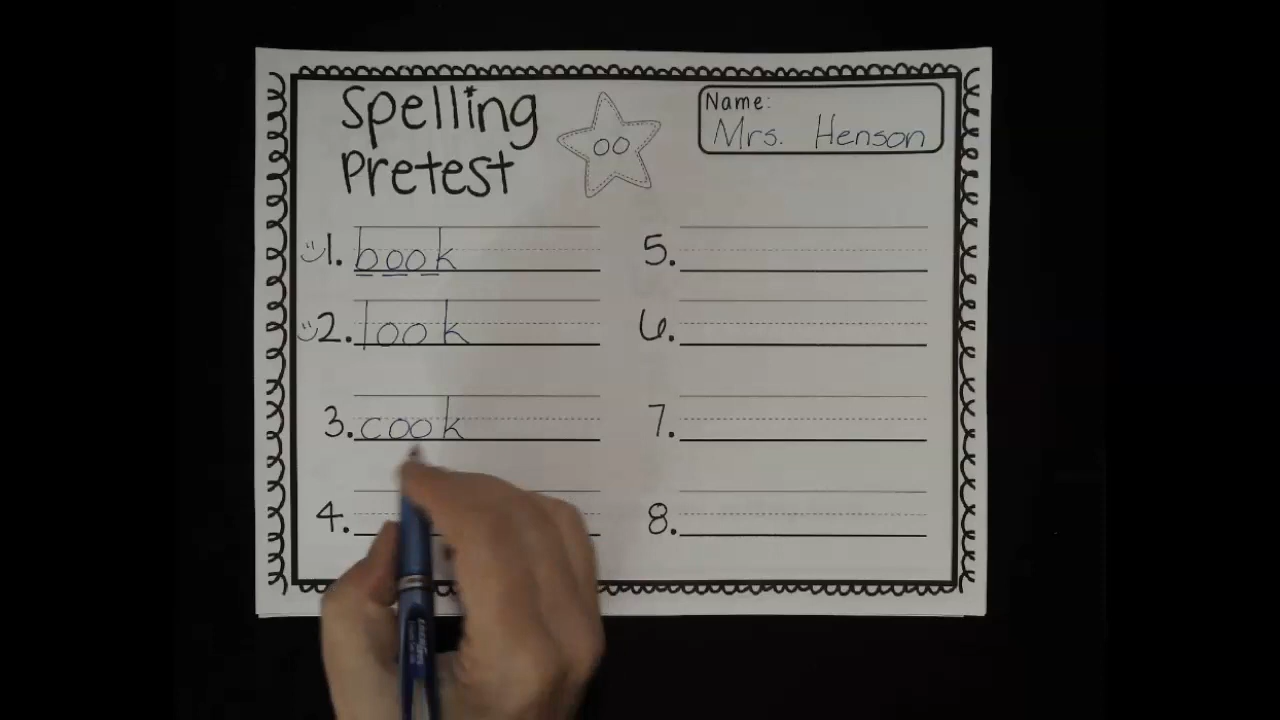 Spelling
Pretest
oo
Name:
Mrs. Henson
1. book
2. look
3. cook
4.
5.
6.
7.
8.